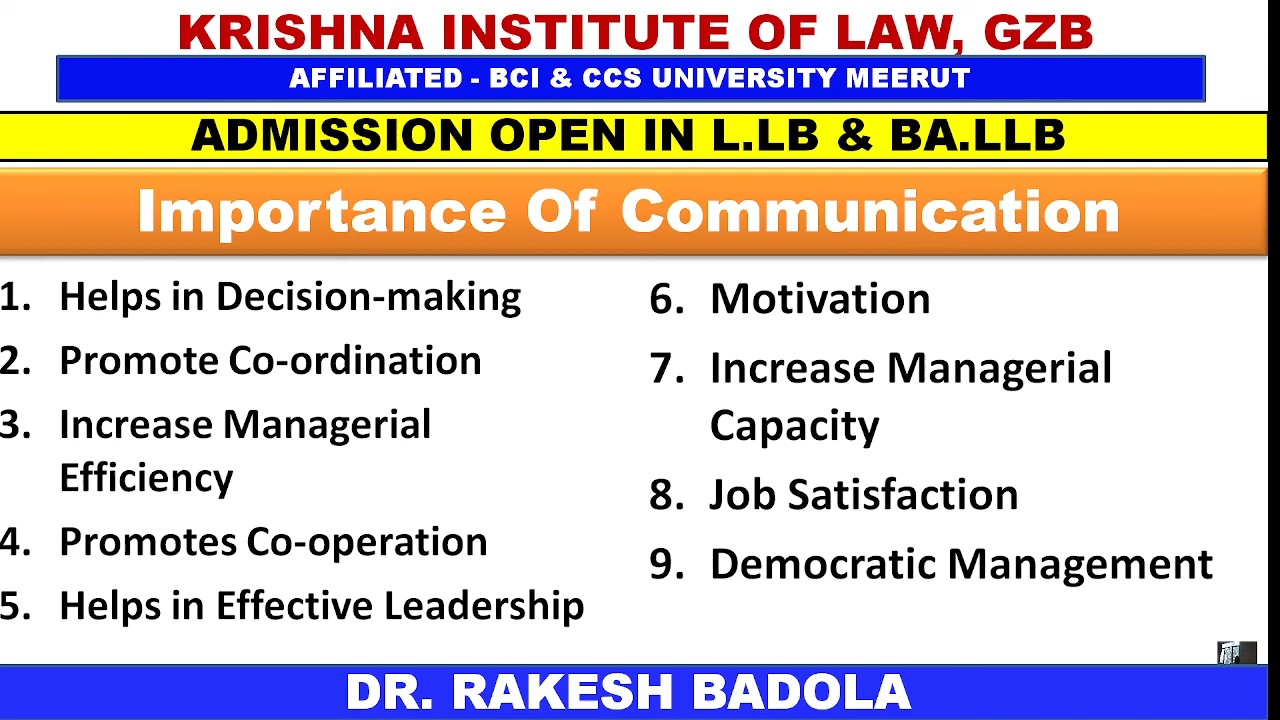 KRISHNA INSTITUTE OF LAW, GZB
AFFILIATED - BCI & CCS UNIVERSITY MEERUT
ADMISSION OPEN IN L.LB & BA.LLB
Importance Of Communication
1. Helps in Decision-making
2. Promote Co-ordination
3. Increase Managerial
Efficiency
4. Promotes Co-operation
5. Helps in Effective Leadership
6. Motivation
7. Increase Managerial
Capacity
8. Job Satisfaction
9. Democratic Management
DR. RAKESH BADOLA